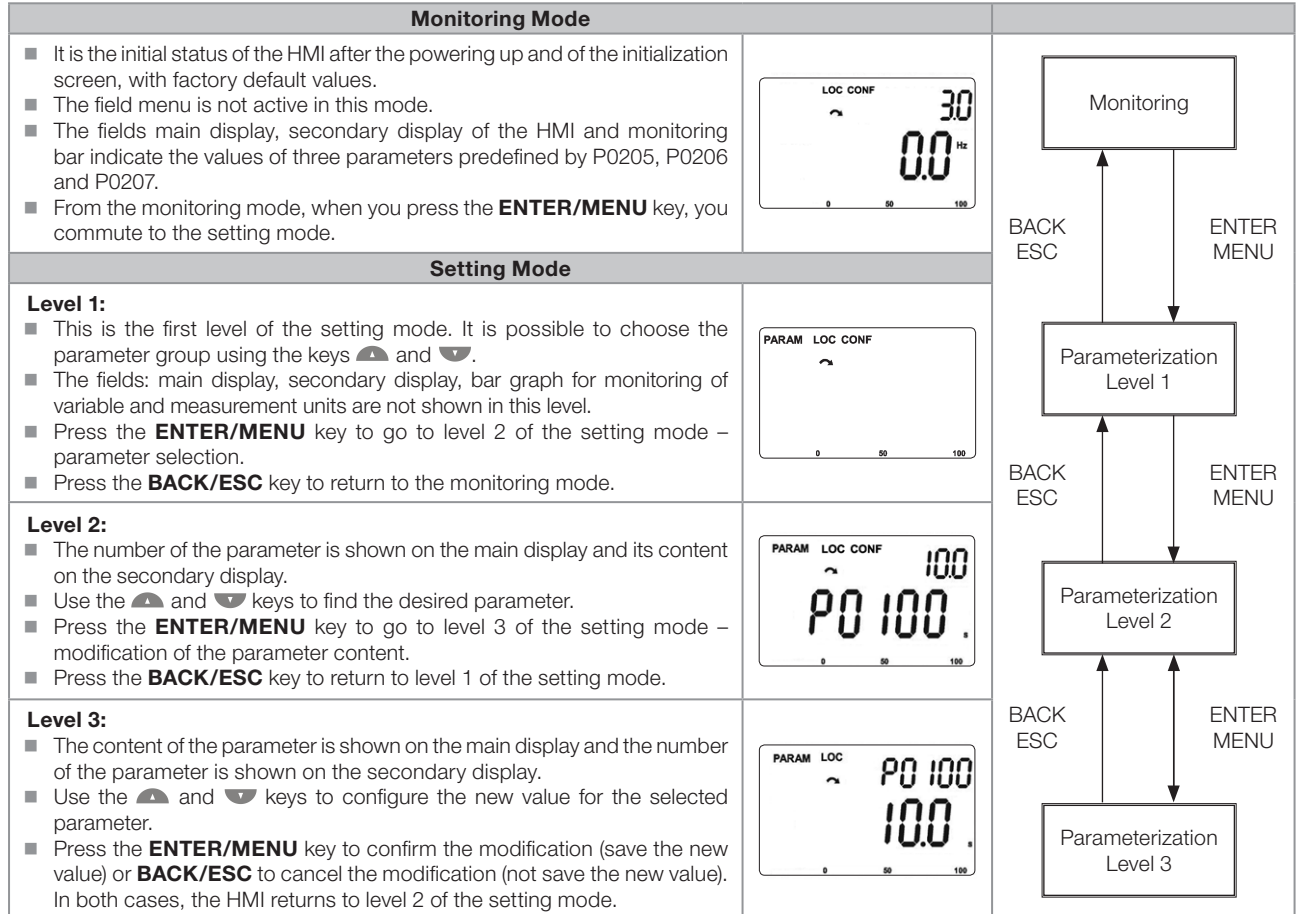 Monitoring Mode
■ It is the initial status of the HMI after the powering up and of the initialization
screen, with factory default values.
■ The field menu is not active in this mode.
■ The fields main display, secondary display of the HMI and monitoring
bar indicate the values of three parameters predefined by P0205, P0206
and P0207.
■ From the monitoring mode, when you press the ENTER/MENU key, you
commute to the setting mode.
LOC CONF
3.0
0.0 Hz
0 50 100
Setting Mode
Level 1:
■ This is the first level of the setting mode. It is possible to choose the
parameter group using the keys and .
■ The fields: main display, secondary display, bar graph for monitoring of
variable and measurement units are not shown in this level.
■ Press the ENTER/MENU key to go to level 2 of the setting mode –
parameter selection.
■ Press the BACK/ESC key to return to the monitoring mode.
PARAM LOC CONF
0 50 100
Level 2:
■ The number of the parameter is shown on the main display and its content
on the secondary display.
■ Use the and keys to find the desired parameter.
■ Press the ENTER/MENU key to go to level 3 of the setting mode –
modification of the parameter content.
■ Press the BACK/ESC key to return to level 1 of the setting mode.
PARAM LOC CONF
10.0
P0100
0 50 100
Level 3:
■ The content of the parameter is shown on the main display and the number
of the parameter is shown on the secondary display.
■ Use the and keys to configure the new value for the selected
parameter.
■ Press the ENTER/MENU key to confirm the modification (save the new
value) or BACK/ESC to cancel the modification (not save the new value).
In both cases, the HMI returns to level 2 of the setting mode.
PARAM LOC
P0100
10.0
0 50 100
Monitoring
BACK
ESC
ENTER
MENU
Parameterization
Level 1
BACK
ESC
ENTER
MENU
Parameterization
Level 2
BACK
ESC
ENTER
MENU
Parameterization
Level 3